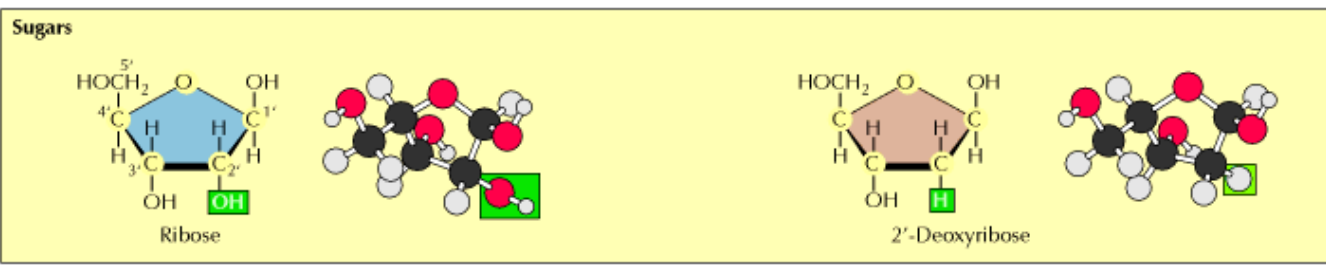 Sugars
5′
HOCH₂ O OH
4′ C C 1′
H H H H
3′ C C 2′
OH OH
Ribose
HOCH₂ O OH
C C
H H H H
C C
OH H
2′-Deoxyribose